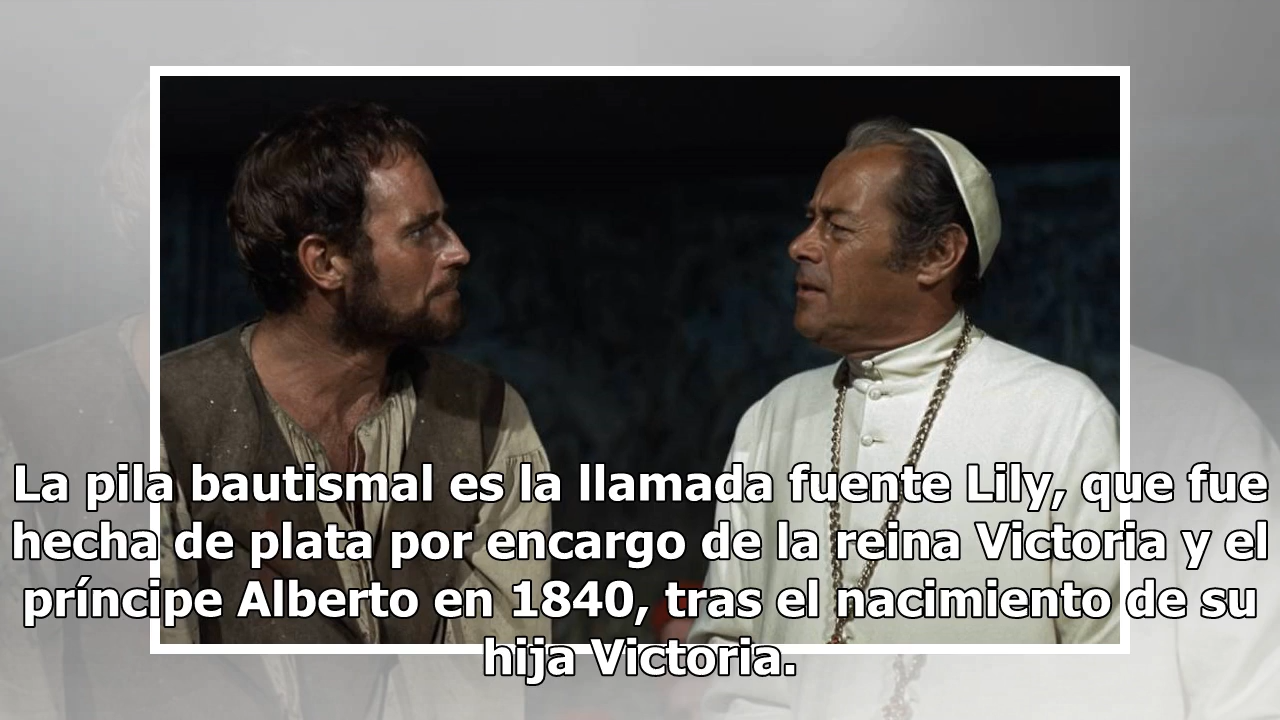 La pila bautismal es la llamada fuente Lily, que fue
hecha de plata por encargo de la reina Victoria y el
príncipe Alberto en 1840, tras el nacimiento de su
hija Victoria.